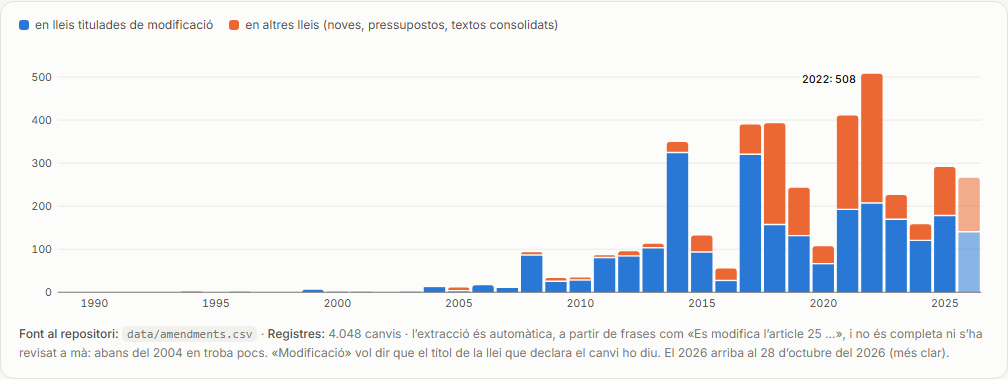 en lleis titulades de modificació en altres lleis (noves, pressupostos, textos consolidats)
2022: 508
500
400
300
200
100
0
1990 1995 2000 2005 2010 2015 2020 2025
Font al repositori: data/amendments.csv · Registres: 4.048 canvis · l’extracció és automàtica, a partir de frases com «Es modifica l’article 25 …», i no és completa ni s’ha
revisat a mà: abans del 2004 en troba pocs. «Modificació» vol dir que el títol de la llei que declara el canvi ho diu. El 2026 arriba al 28 d’octubre del 2026 (més clar).